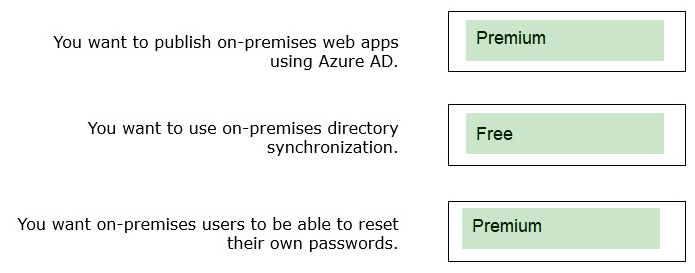 You want to publish on-premises web apps
using Azure AD.
Premium
You want to use on-premises directory
synchronization.
Free
You want on-premises users to be able to reset
their own passwords.
Premium